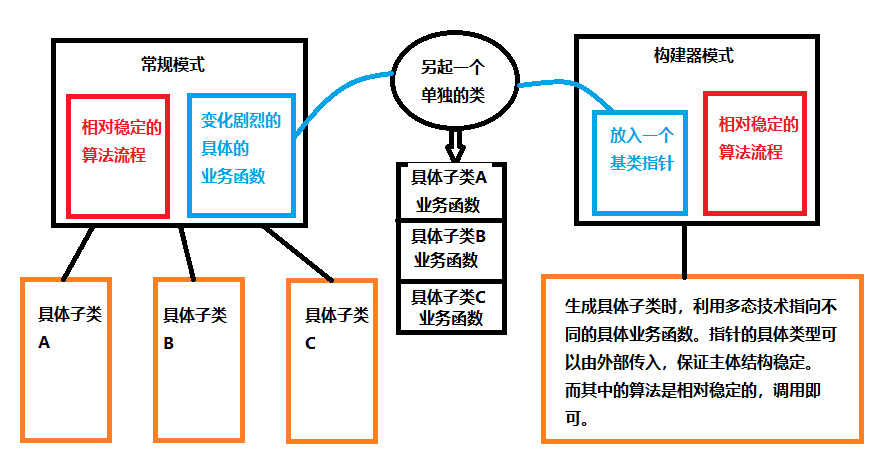 常规模式
相对稳定的
算法流程
变化剧烈的
具体的
业务函数
具体子类
A
具体子类
B
具体子类
C
另起一个
单独的类
具体子类A
业务函数
具体子类B
业务函数
具体子类C
业务函数
构建器模式
放入一个
基类指针
相对稳定的
算法流程
生成具体子类时，利用多态技术指向不
同的具体业务函数。指针的具体类型可
以由外部传入，保证主体结构稳定。
而其中的算法是相对稳定的，调用即
可。